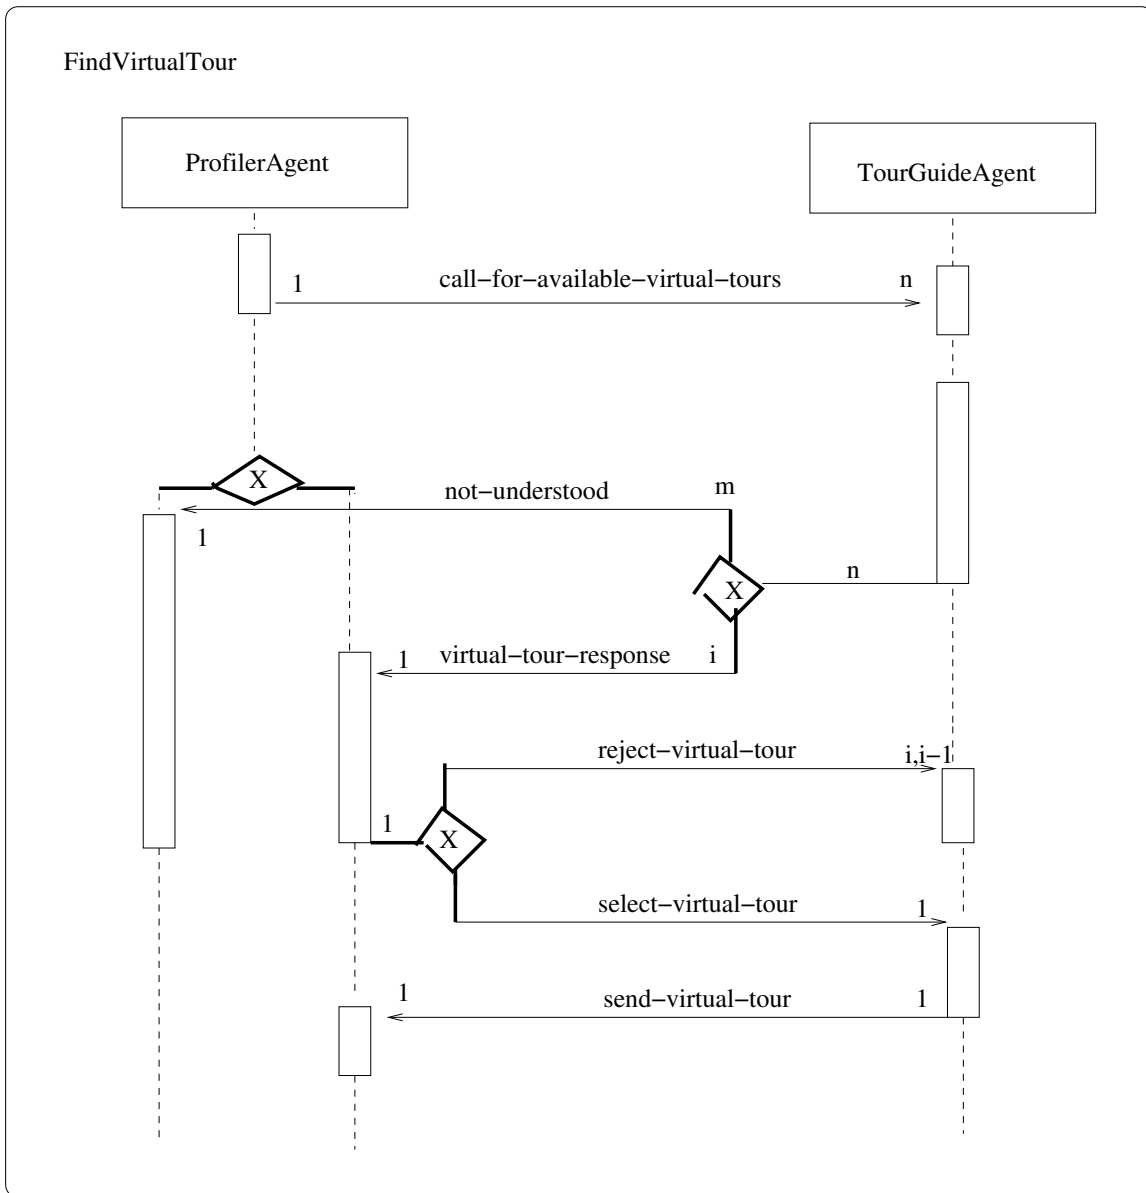 FindVirtualTour
ProfilerAgent
TourGuideAgent
1 call−for−available−virtual−tours n
X
not−understood m
1
n
X
1 virtual−tour−response i
reject−virtual−tour i,i−1
1
X
select−virtual−tour 1
1 send−virtual−tour 1